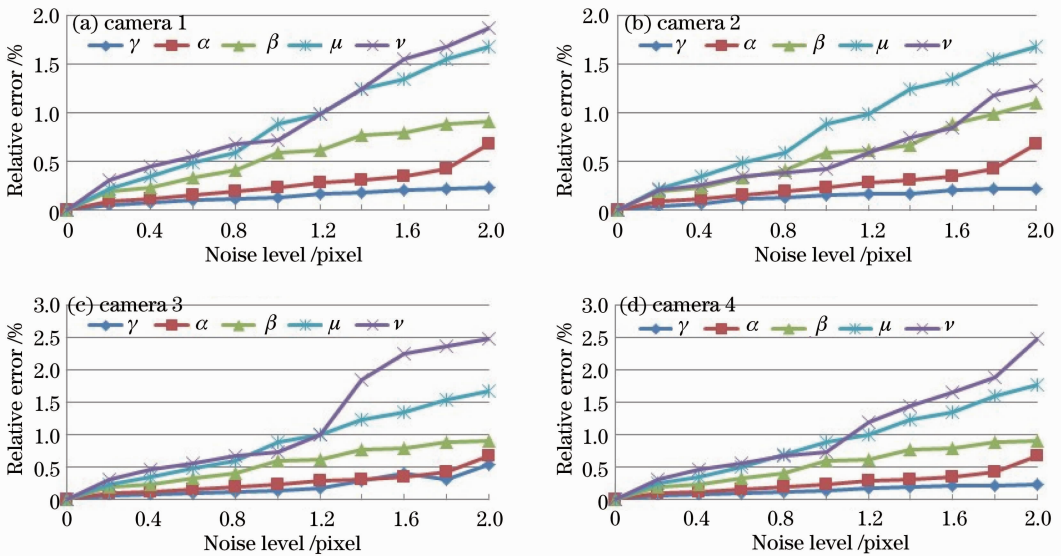 (a) camera 1
γ α β μ ν
Relative error /%
2.0
1.5
1.0
0.5
0
0 0.4 0.8 1.2 1.6 2.0
Noise level /pixel
(b) camera 2
γ α β μ ν
Relative error /%
2.0
1.5
1.0
0.5
0
0 0.4 0.8 1.2 1.6 2.0
Noise level /pixel
(c) camera 3
γ α β μ ν
Relative error /%
3.0
2.5
2.0
1.5
1.0
0.5
0
0 0.4 0.8 1.2 1.6 2.0
Noise level /pixel
(d) camera 4
γ α β μ ν
Relative error /%
3.0
2.5
2.0
1.5
1.0
0.5
0
0 0.4 0.8 1.2 1.6 2.0
Noise level /pixel